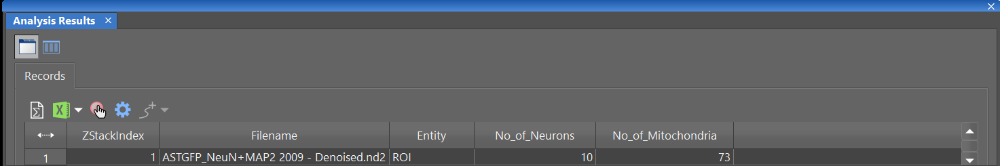 Analysis Results
Records
ZStackIndex Filename Entity No_of_Neurons No_of_Mitochondria
1 1 ASTGFP_NeuN+MAP2 2009 - Denoised.nd2 ROI 10 73